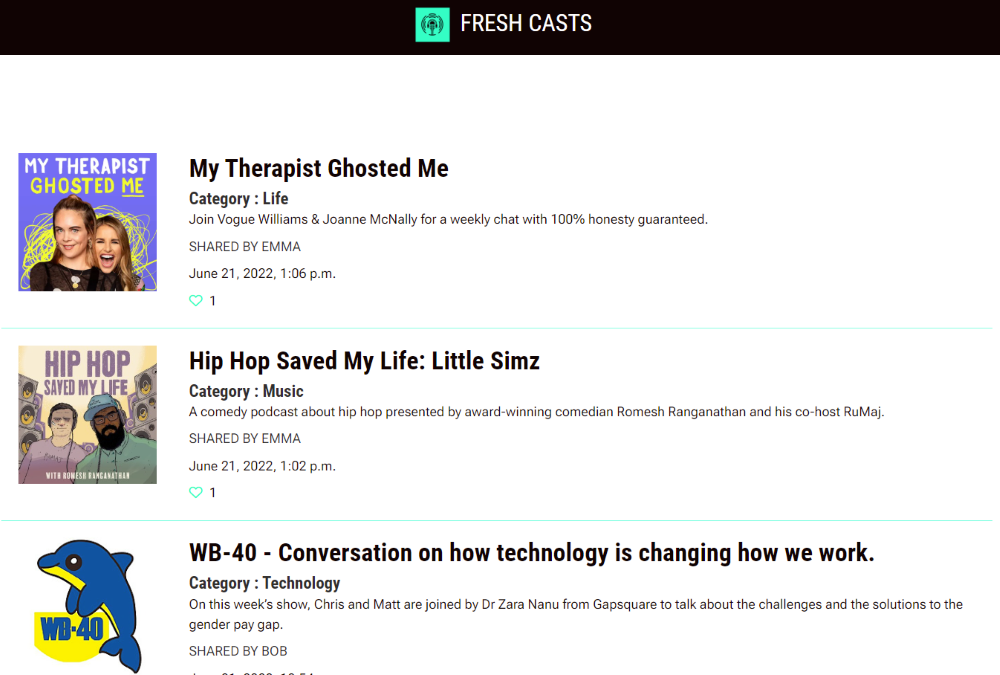 FRESH CASTS
MY THERAPIST
GHOSTED ME
My Therapist Ghosted Me
Category : Life
Join Vogue Williams & Joanne McNally for a weekly chat with 100% honesty guaranteed.
SHARED BY EMMA
June 21, 2022, 1:06 p.m.
1
HIP HOP
SAVED MY LIFE
WITH ROMESH RANGANATHAN
Hip Hop Saved My Life: Little Simz
Category : Music
A comedy podcast about hip hop presented by award-winning comedian Romesh Ranganathan and his co-host RuMaj.
SHARED BY EMMA
June 21, 2022, 1:02 p.m.
1
WB-40
WB-40 - Conversation on how technology is changing how we work.
Category : Technology
On this week's show, Chris and Matt are joined by Dr Zara Nanu from Gapsquare to talk about the challenges and the solutions to the
gender pay gap.
SHARED BY BOB